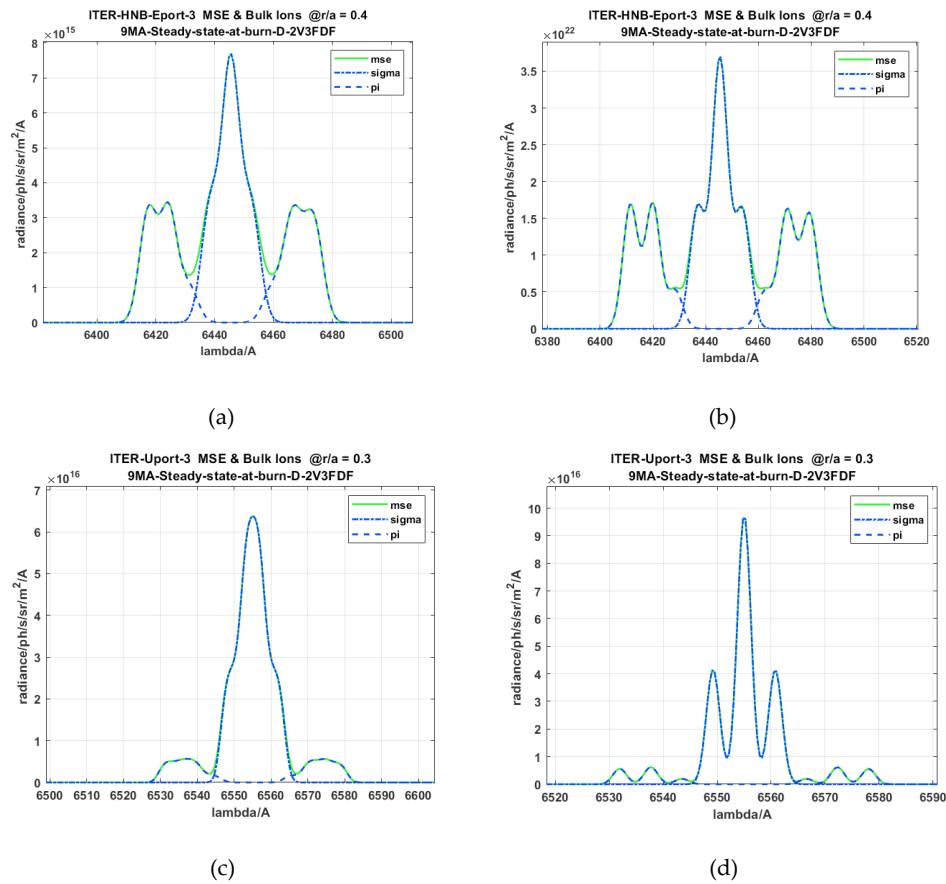 ITER-HNB-Eport-3 MSE & Bulk Ions @r/a = 0.4
9MA-Steady-state-at-burn-D-2V3FDF
×10^15
8
7
6
5
4
3
2
1
0
radiance/ph/s/sr/m^2/A
mse
sigma
pi
6400
6420
6440
6460
6480
6500
lambda/A
(a)
ITER-HNB-Eport-3 MSE & Bulk Ions @r/a = 0.4
9MA-Steady-state-at-burn-D-2V3FDF
×10^22
3.5
3
2.5
2
1.5
1
0.5
0
radiance/ph/s/sr/m^2/A
mse
sigma
pi
6380
6400
6420
6440
6460
6480
6500
6520
lambda/A
(b)
ITER-Uport-3 MSE & Bulk Ions @r/a = 0.3
9MA-Steady-state-at-burn-D-2V3FDF
×10^16
7
6
5
4
3
2
1
0
radiance/ph/s/sr/m^2/A
mse
sigma
pi
6500
6510
6520
6530
6540
6550
6560
6570
6580
6590
6600
lambda/A
(c)
ITER-Uport-3 MSE & Bulk Ions @r/a = 0.3
9MA-Steady-state-at-burn-D-2V3FDF
×10^16
10
9
8
7
6
5
4
3
2
1
0
radiance/ph/s/sr/m^2/A
mse
sigma
pi
6520
6530
6540
6550
6560
6570
6580
6590
lambda/A
(d)